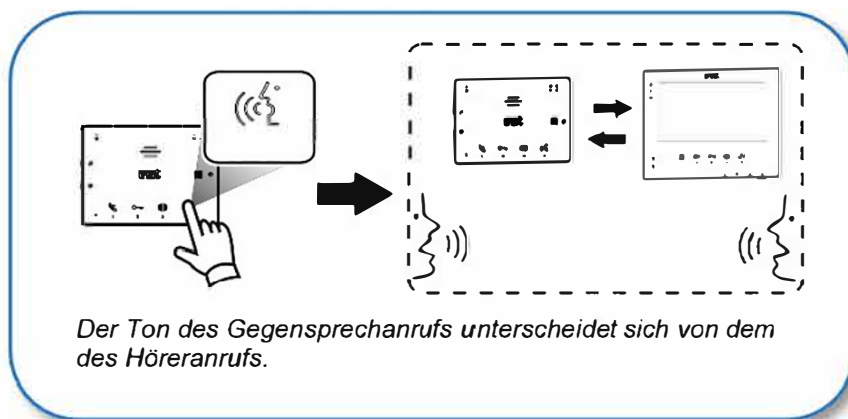 Der Ton des Gegensprechanrufs unterscheidet sich von dem
des Höreranrufs.